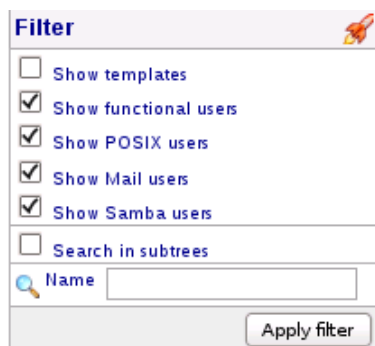 Filter
Show templates
Show functional users
Show POSIX users
Show Mail users
Show Samba users
Search in subtrees
Name
Apply filter